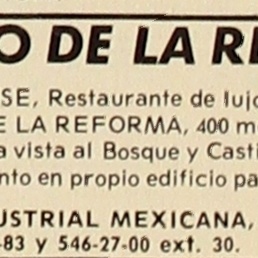 O DE LA RE
SE, Restaurante de lujo
E LA REFORMA, 400 m
a vista al Bosque y Casti
nto en propio edificio pa
USTRIAL MEXICANA,
-83 y 546-27-00 ext. 30.